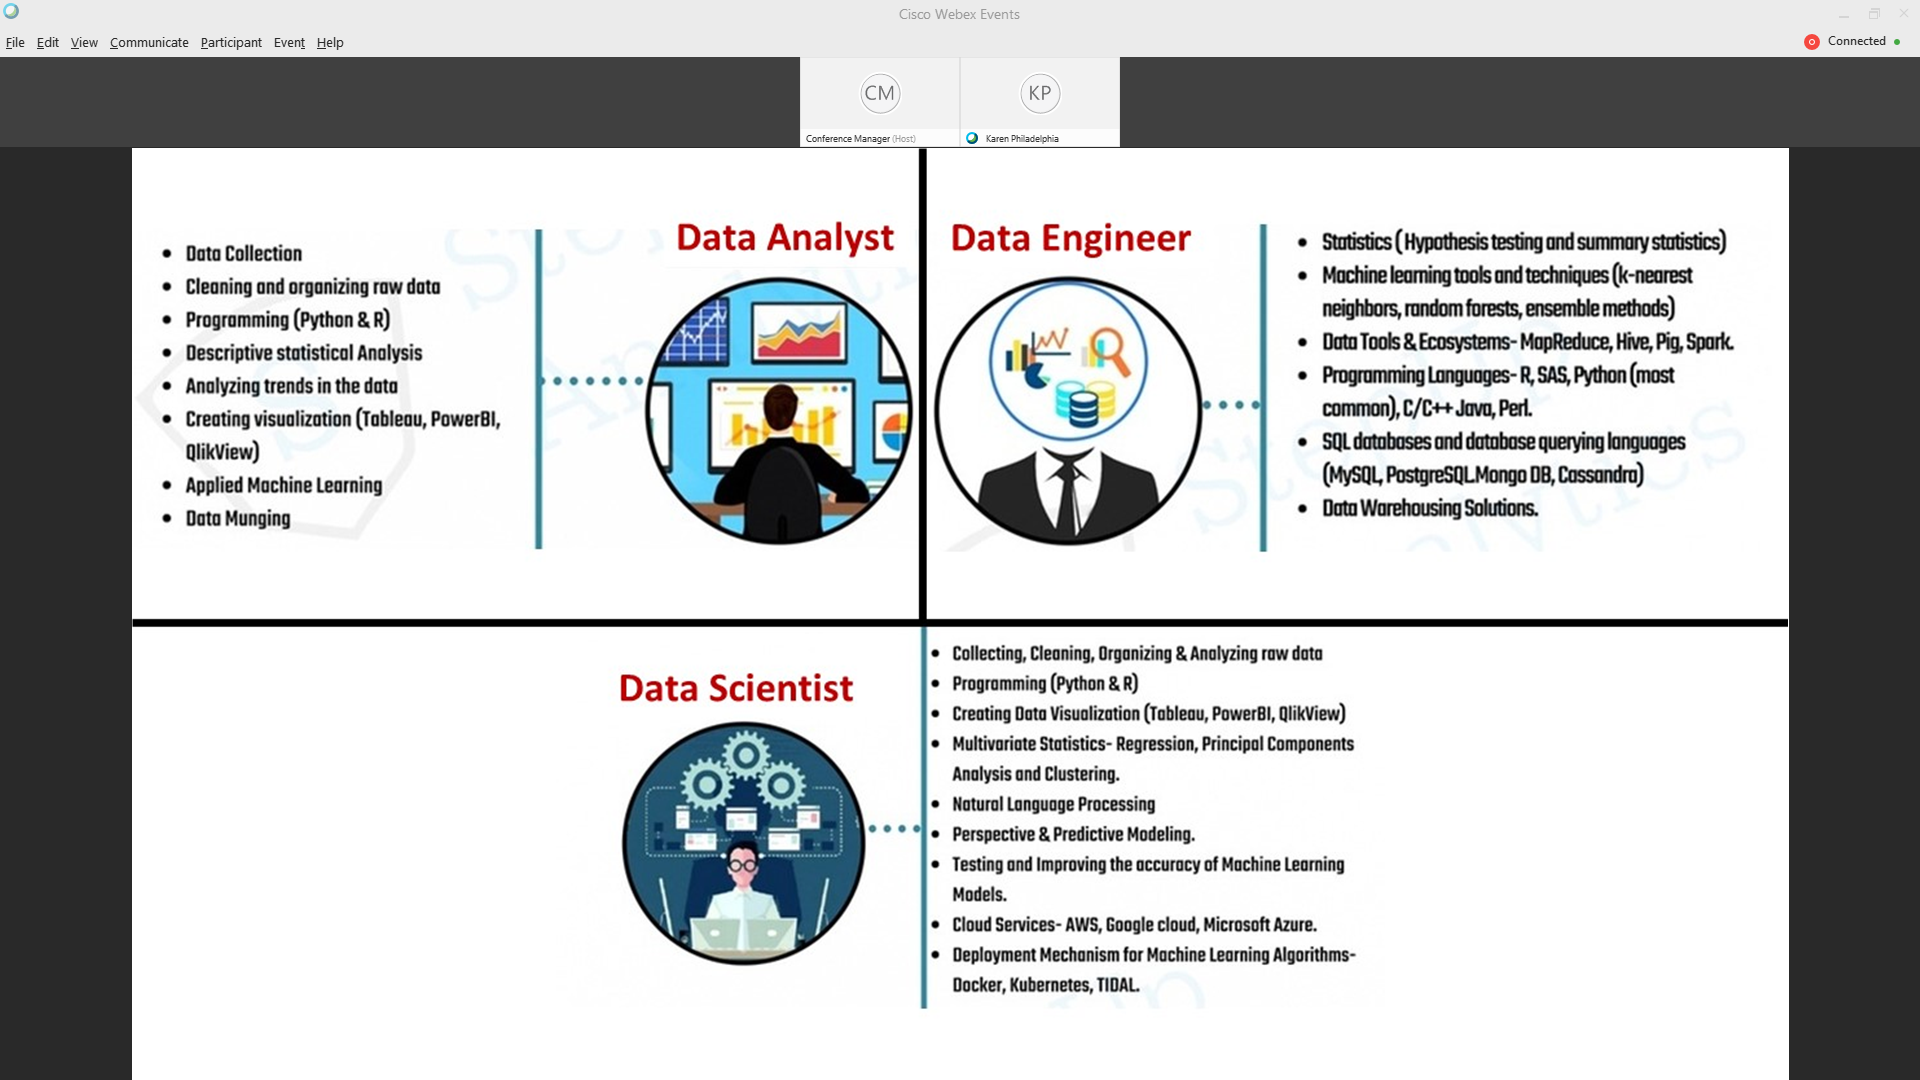 Cisco Webex Events
File Edit View Communicate Participant Event Help
Connected
CM
KP
Conference Manager (Host)
Karen Philadelphia
Data Analyst
• Data Collection
• Cleaning and organizing raw data
• Programming (Python & R)
• Descriptive statistical Analysis
• Analyzing trends in the data
• Creating visualization (Tableau, PowerBI,
QlikView)
• Applied Machine Learning
• Data Munging
Data Engineer
• Statistics ( Hypothesis testing and summary statistics)
• Machine learning tools and techniques (k-nearest
neighbors, random forests, ensemble methods)
• Data Tools & Ecosystems- MapReduce, Hive, Pig, Spark.
• Programming Languages- R, SAS, Python (most
common), C/C++ Java, Perl.
• SQL databases and database querying languages
(MySQL, PostgreSQL.Mongo DB, Cassandra)
• Data Warehousing Solutions.
Data Scientist
• Collecting, Cleaning, Organizing & Analyzing raw data
• Programming (Python & R)
• Creating Data Visualization (Tableau, PowerBI, QlikView)
• Multivariate Statistics- Regression, Principal Components
Analysis and Clustering.
• Natural Language Processing
• Perspective & Predictive Modeling.
• Testing and Improving the accuracy of Machine Learning
Models.
• Cloud Services- AWS, Google cloud, Microsoft Azure.
• Deployment Mechanism for Machine Learning Algorithms-
Docker, Kubernetes, TIDAL.